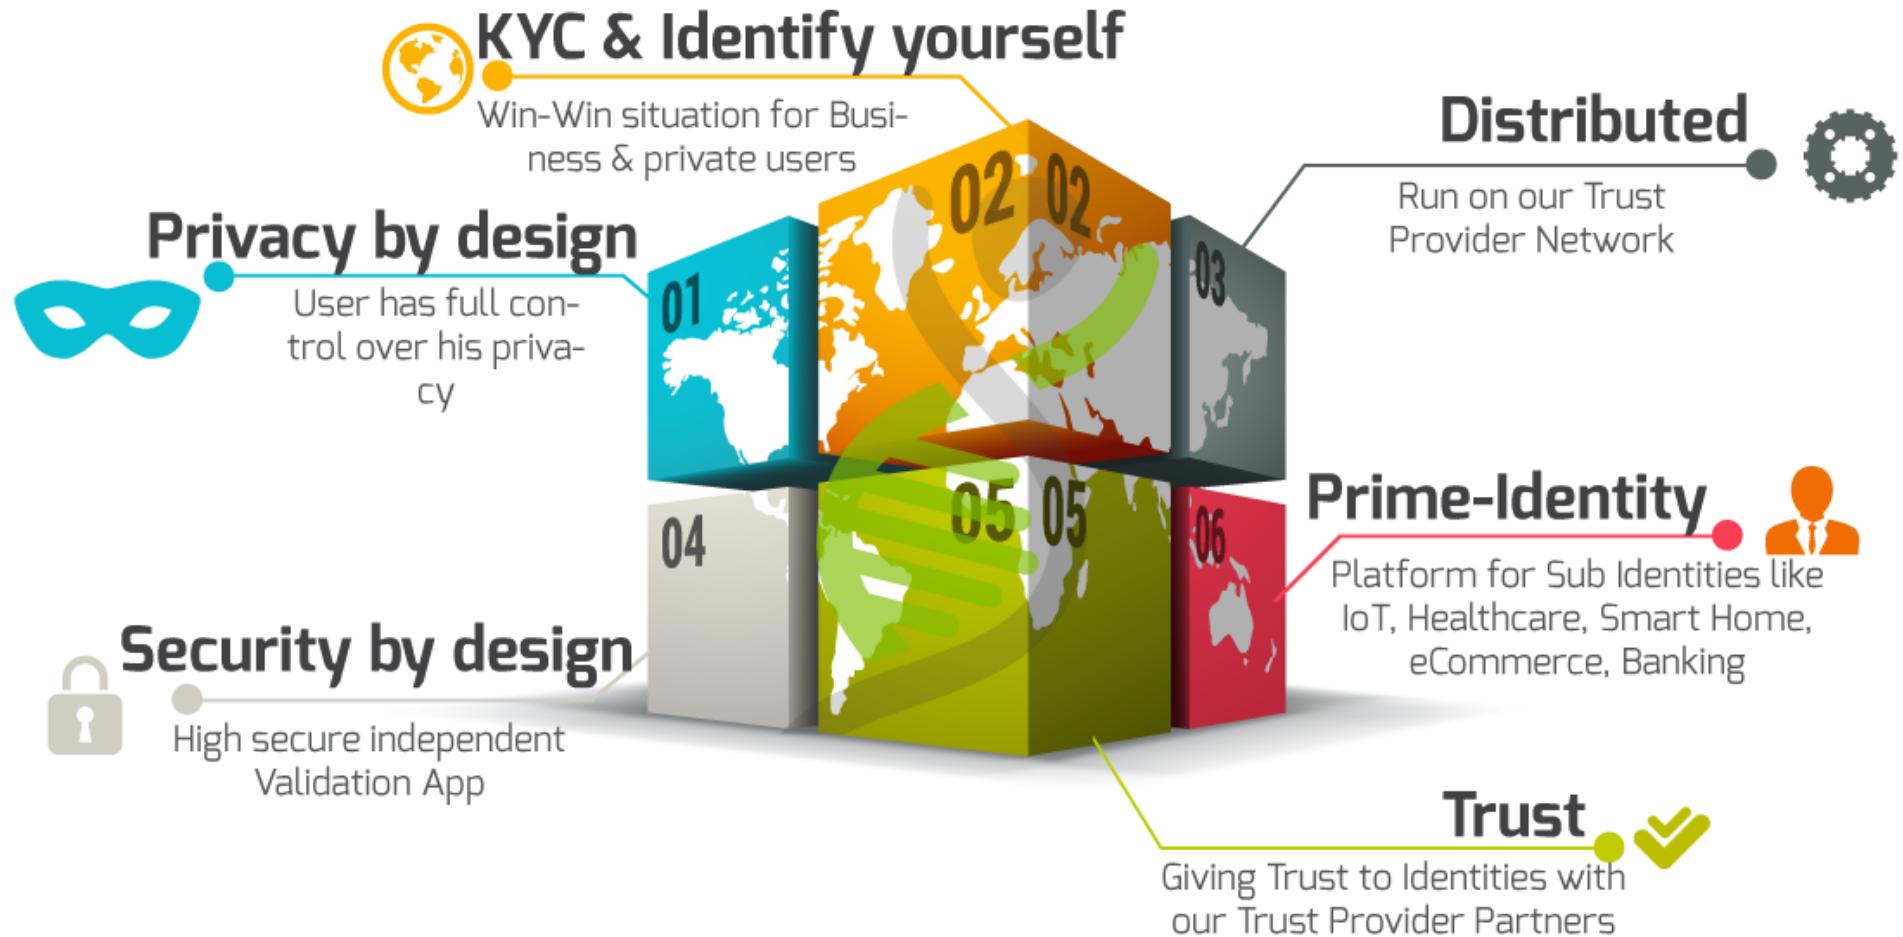 KYC & Identify yourself
Win-Win situation for Busi-
ness & private users
Distributed
Run on our Trust
Provider Network
Privacy by design
User has full con-
trol over his priva-
cy
01
02 02
03
04
05 05
06
Prime-Identity
Platform for Sub Identities like
IoT, Healthcare, Smart Home,
eCommerce, Banking
Security by design
High secure independent
Validation App
Trust
Giving Trust to Identities with
our Trust Provider Partners